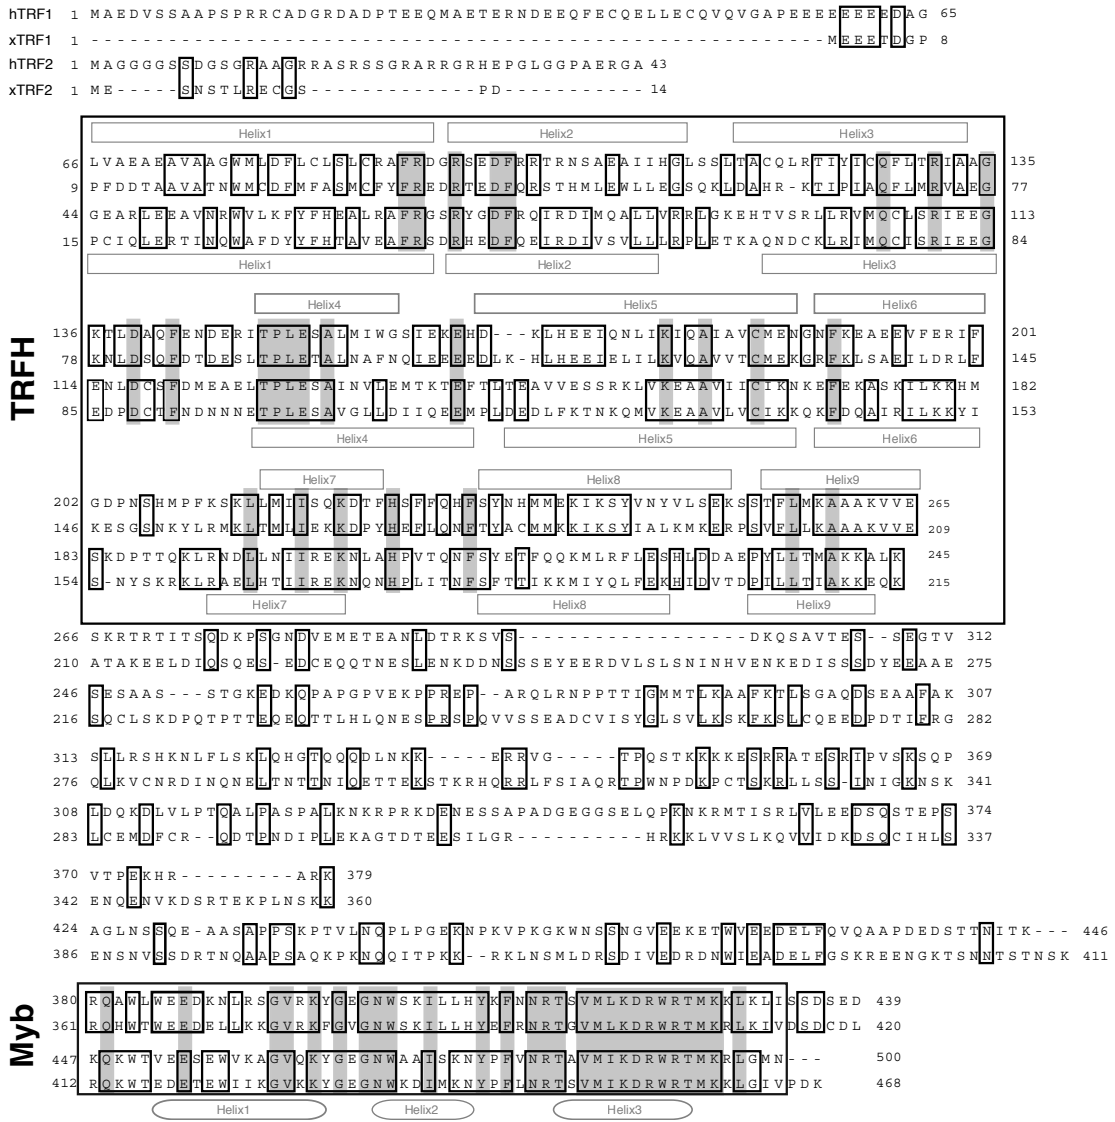 hTRF1 1 MAEDVSSAAPSPRRCADGRDADPTEEQMAETERNDEEQFECQELLECQVQVGAPEEEEEEEEDAG 65
xTRF1 1 ---------------------------------------------------------MEEETDGP 8
hTRF2 1 MAGGGGSSDGSGRAAGRRASRSSGRARRGRHEPGLGGPAERGA 43
xTRF2 1 ME-----SNSTLRECGS-------------PD----------- 14
Helix1 Helix2 Helix3
66 LVAEAEAVAAGWMLDFLCLSLCRAFRDGRSEDFRRTRNSAEAIIHGLSSLTACQLRTIYICQFLTRIAAG 135
9 PFDDTAAVATNWMCDFMFASMCFYFREDRTEDFQRSTHMLEWLLEGSQKLDAHR-KTIPIAQFLMRVAEG 77
44 GEARLEEAVNRWVLKFYFHEALRAFRGSRYGDFRQIRDIMQALLVRRLGKEHTVSRLLRVMQCLSRIEEG 113
15 PCIQLERTINQWAFDYYFHTAVEAFRSDRHEDFQEIRDIVSVLLLRPLETKAQNDCKLRIMQCISRIEEG 84
Helix1 Helix2 Helix3
Helix4 Helix5 Helix6
136 KTLDAQFENDERITPLESALMIWGSIEKEHD---KLHEEIQNLIKIQAIAVCMENGNFKEAEEVFERIF 201
78 KNLDSQFDTDESLTPLETALNAFNQIEEEEDLK-HLHEEIELILKVQAVVTCMEKGRFKLSAEILDRLF 145
114 ENLDCSFDMEAELTPLESAINVLEMTKTEFTLTEAVVESSRKLVKEAAVIICIKNKEFEKASKILKKHM 182
85 EDPDCTFNDNNNETPLESAVGLLDIIQEEMPLDEDLFKTNKQMVKEAAVLVCIKKQKFDQAIRILKKYI 153
Helix4 Helix5 Helix6
TRFH
Helix7 Helix8 Helix9
202 GDPNSHMPFKSKLLMIISQKDTFHSFFQHFSYNHMMEKIKSYVNYVLSEKSSTFLMKAAAKVVE 265
146 KESGSNKYLRMKLTMLIEKKDPYHEFLQNFTYACMMKKIKSYIALKMKERPSVFLLKAAAKVVE 209
183 SKDPTTQKLRNDLLNIIREKNLAHPVTQNFSYETFQQKMLRFLESHLDDAEPYLLTMAKKALK 245
154 S-NYSKRKLRAELHTIIREKNQNHPLITNFSFTTIKKMIYQLFEKHIDVTDPILLTIAKKEQK 215
Helix7 Helix8 Helix9
266 SKRTRTITSQDKPSGNDVEMETEANLDTRKSVS------------------DKQSAVTES--SEGTV 312
210 ATAKEELDIQSQES-EDCEQQTNESLENKDDNSSSEYEERDVLSLSNINHVENKEDISSSDYEEAAE 275
246 SESAAS---STGKEDKQPAPGPVEKPPREP--ARQLRNPPTTIGMMTLKAAFKTLSGAQDSEAAFAK 307
216 SQCLSKDPQTPTTEQEQTTLHLQNESPRSPQVVSSEADCVISYGLSVLKSKFKSLCQEEDPDTIFRG 282
313 SLLRSHKNLFLSKLQHGTQQQDLNKK-----ERRVG------TPQSTKKKKESRRATESRIPVSKSQP 369
276 QLKVCNRDINQNELTNTTNIQETTEKSTKRHQRRLFSIAQRTPWNPDKPCTSKRLLSS-INIGKNSK 341
308 LDQKDLVLPTQALPASPALKNKRPRKDENESSAPADGEGGSELQPKNKRMTISRLVLEEDSQSTEPS 374
283 LCEMDFCR--QDTPNDIPLEKAGTDTEESILGR----------HRKKLVVSLKQVVIDKDSQCIHLS 337
370 VTPEKHR---------ARK 379
342 ENQENVKDSRTEKPLNSKK 360
424 AGLNSSQE-AASAPPSKPTVLNQPLPGEKNPKVPKGKWNSSNGVEEKETWVEEDELFQVQAAPDEDSTTNITK--- 446
386 ENSNVSSDRTNQAAPSAQKPKNQQITPKK--RKLNSMLDRSDIVEDRDNWIEADELFGSKREENGKTSNNTSTNSK 411
Myb
380 RQAWLWEEDKNLRSGVRKYGEGNWSKILLHYKFNNRTSVMLKDRWRTMKKLKLISSDSED 439
361 RQHWTWEEDELLKKGVRKFGVGNWSKILLHYEFRNRTGVMLKDRWRTMKRLKIVDSDCDL 420
447 KQKWTVEESEWVKAGVQKYGEGNWAAISKNYPFVNRTAVMIKDRWRTMKRLGMN--- 500
412 RQKWTEDETEWIIKGVKKYGEGNWKDIMKNYPFLNRTSVMIKDRWRTMKKLGIVPDK 468
Helix1 Helix2 Helix3